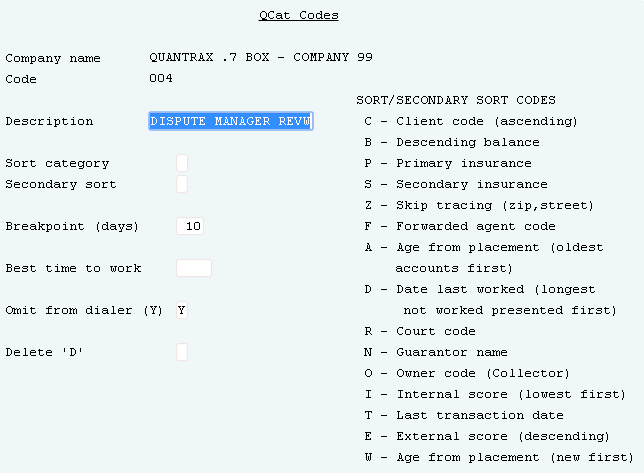 QCat Codes
Company name QUANTRAX .7 BOX - COMPANY 99
Code 004
Description DISPUTE MANAGER REVW
Sort category
Secondary sort
Breakpoint (days) 10
Best time to work
Omit from dialer (Y) Y
Delete 'D'
SORT/SECONDARY SORT CODES
C - Client code (ascending)
B - Descending balance
P - Primary insurance
S - Secondary insurance
Z - Skip tracing (zip,street)
F - Forwarded agent code
A - Age from placement (oldest
accounts first)
D - Date last worked (longest
not worked presented first)
R - Court code
N - Guarantor name
O - Owner code (Collector)
I - Internal score (lowest first)
T - Last transaction date
E - External score (descending)
W - Age from placement (new first)